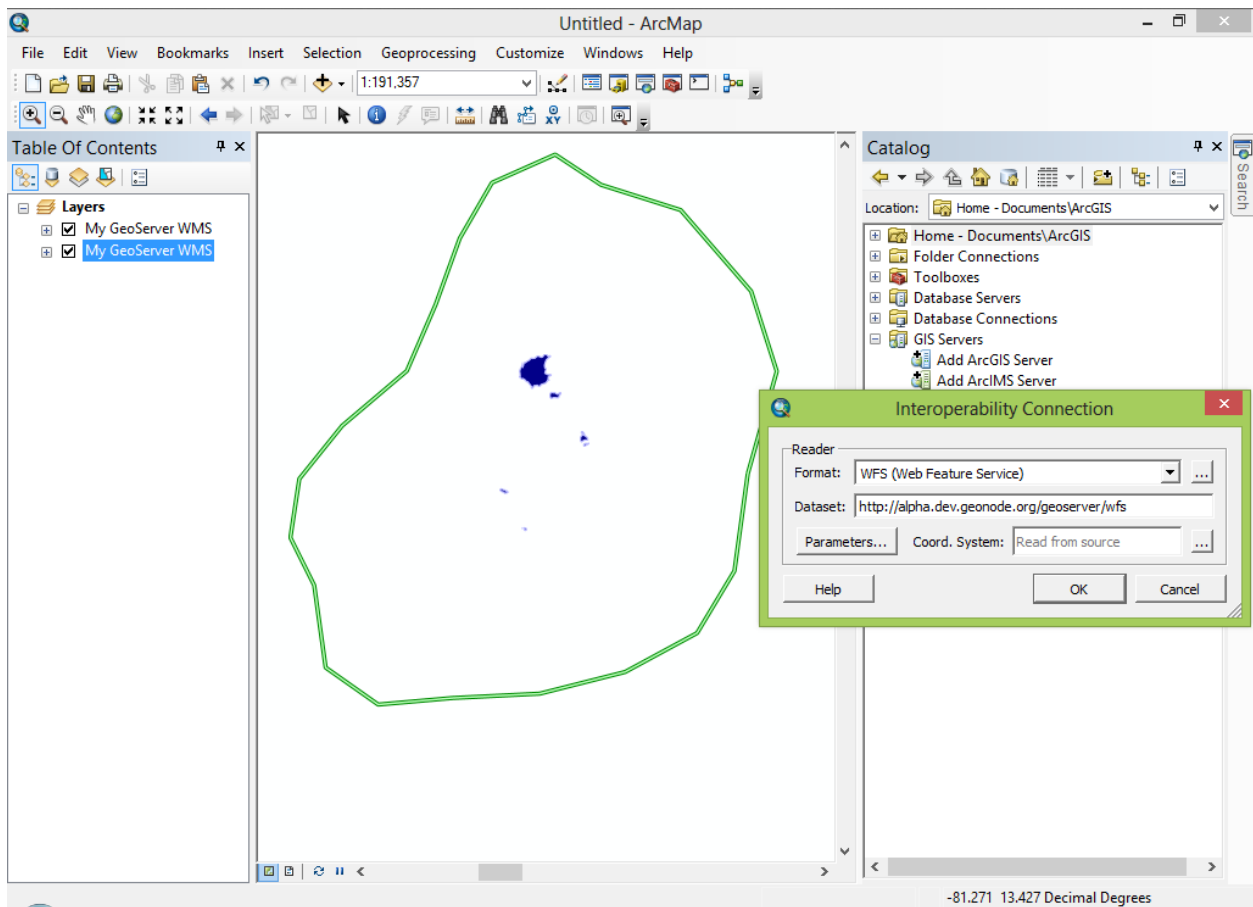 Untitled - ArcMap
File Edit View Bookmarks Insert Selection Geoprocessing Customize Windows Help
1:191,357
Table Of Contents
Layers
My GeoServer WMS
My GeoServer WMS
Catalog
Location: Home - Documents\ArcGIS
Home - Documents\ArcGIS
Folder Connections
Toolboxes
Database Servers
Database Connections
GIS Servers
Add ArcGIS Server
Add ArcIMS Server
Search
Interoperability Connection
Reader
Format: WFS (Web Feature Service) ...
Dataset: http://alpha.dev.geonode.org/geoserver/wfs
Parameters... Coord. System: Read from source ...
Help OK Cancel
-81.271 13.427 Decimal Degrees